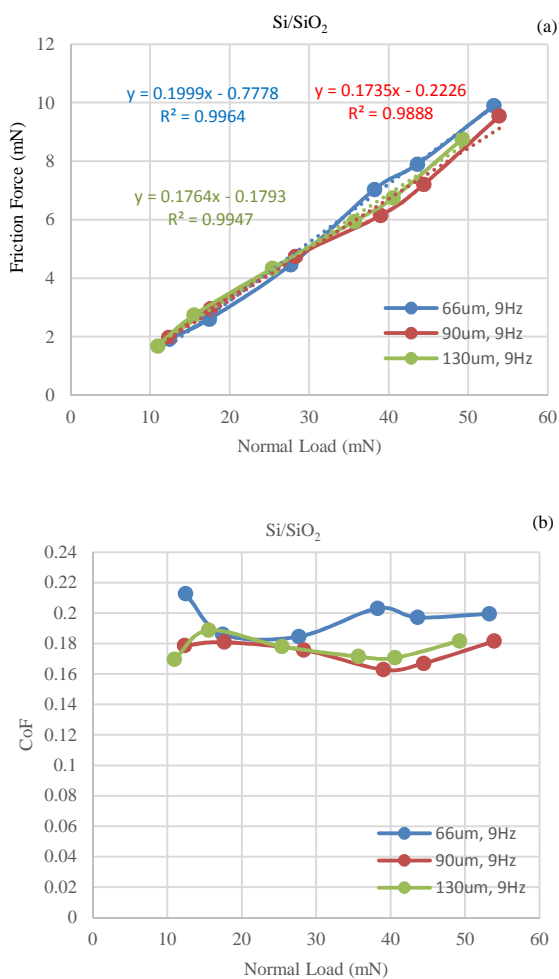 Si/SiO₂
(a)
12
10
8
6
4
2
0
Friction Force (mN)
y = 0.1999x - 0.7778
R² = 0.9964
y = 0.1735x - 0.2226
R² = 0.9888
y = 0.1764x - 0.1793
R² = 0.9947
66um, 9Hz
90um, 9Hz
130um, 9Hz
0 10 20 30 40 50 60
Normal Load (mN)
(b)
Si/SiO₂
0.24
0.22
0.2
0.18
0.16
0.14
0.12
0.1
0.08
0.06
0.04
0.02
0
CoF
66um, 9Hz
90um, 9Hz
130um, 9Hz
0 10 20 30 40 50 60
Normal Load (mN)